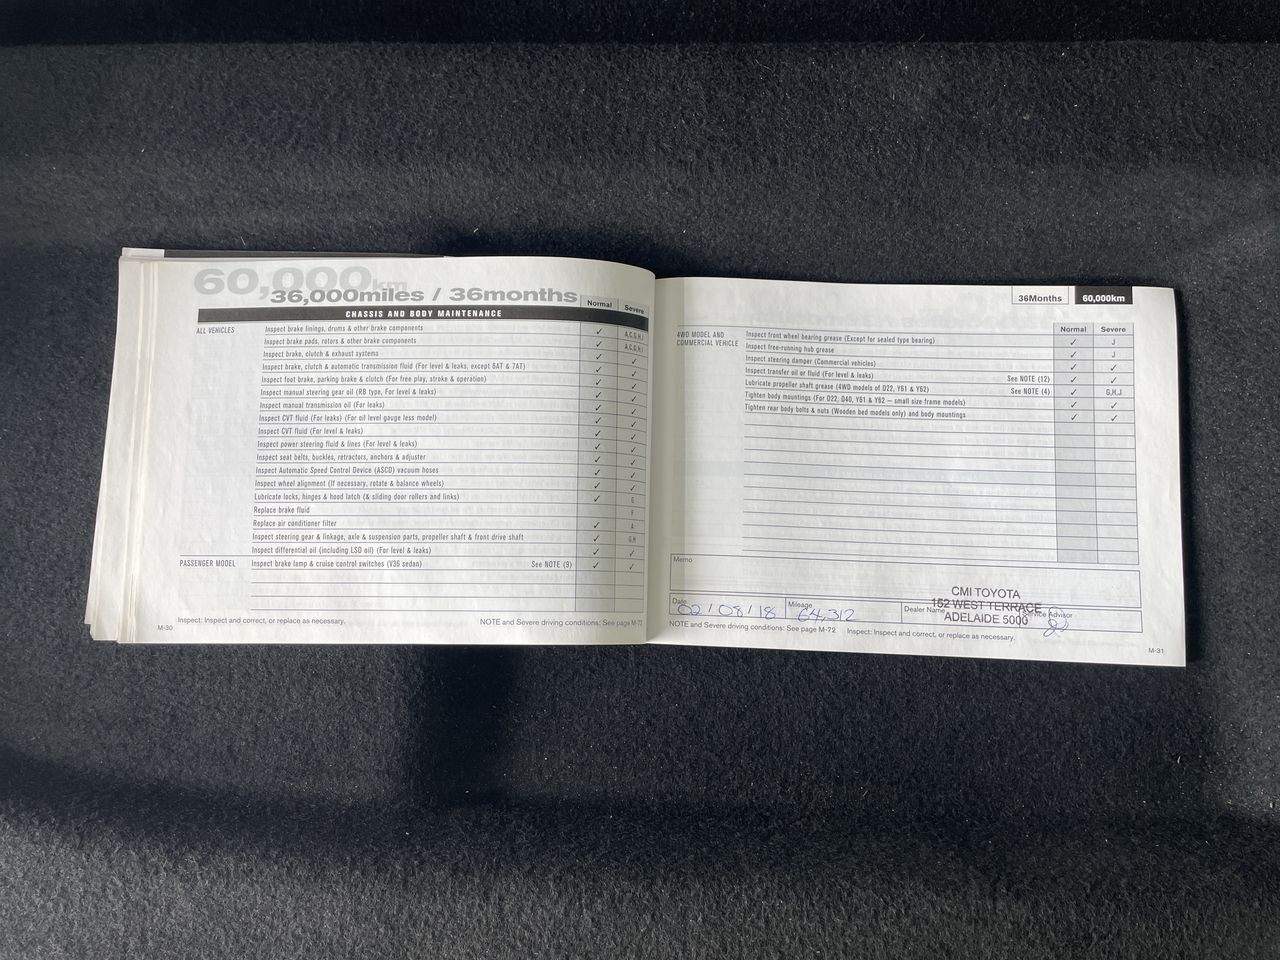 60,000km
36,000miles / 36months
Normal Severe
CHASSIS AND BODY MAINTENANCE
ALL VEHICLES Inspect brake linings, drums & other brake components ✓ A,C,G,H,I
Inspect brake pads, rotors & other brake components ✓ A,C,G,H,I
Inspect brake, clutch & exhaust systems ✓ ✓
Inspect brake, clutch & automatic transmission fluid (For level & leaks, except 6AT & 7AT) ✓ ✓
Inspect foot brake, parking brake & clutch (For free play, stroke & operation) ✓ ✓
Inspect manual steering gear oil (RB type, For level & leaks) ✓ ✓
Inspect manual transmission oil (For leaks) ✓ ✓
Inspect CVT fluid (For leaks) (For oil level gauge less model) ✓ ✓
Inspect CVT fluid (For level & leaks) ✓ ✓
Inspect power steering fluid & lines (For level & leaks) ✓ ✓
Inspect seat belts, buckles, retractors, anchors & adjuster ✓ ✓
Inspect Automatic Speed Control Device (ASCD) vacuum hoses ✓ ✓
Inspect wheel alignment (If necessary, rotate & balance wheels) ✓ ✓
Lubricate locks, hinges & hood latch (& sliding door rollers and links) ✓ G
Replace brake fluid F
Replace air conditioner filter ✓ A
Inspect steering gear & linkage, axle & suspension parts, propeller shaft & front drive shaft ✓ G,H
Inspect differential oil (including LSD oil) (For level & leaks) ✓ ✓
PASSENGER MODEL Inspect brake lamp & cruise control switches (V36 sedan) See NOTE (9) ✓ ✓
M-30 Inspect: Inspect and correct, or replace as necessary. NOTE and Severe driving conditions: See page M-72
36Months 60,000km
Normal Severe
4WD MODEL AND COMMERCIAL VEHICLE Inspect front wheel bearing grease (Except for sealed type bearing) ✓ J
Inspect free-running hub grease ✓ J
Inspect steering damper (Commercial vehicles) ✓ ✓
Inspect transfer oil or fluid (For level & leaks) See NOTE (12) ✓ ✓
Lubricate propeller shaft grease (4WD models of D22, Y61 & Y62) See NOTE (4) ✓ G,H,J
Tighten body mountings (For D22, D40, Y61 & Y62 – small size frame models) ✓ ✓
Tighten rear body bolts & nuts (Wooden bed models only) and body mountings ✓ ✓
Memo
CMI TOYOTA
152 WEST TERRACE
ADELAIDE 5000
Date 02/08/18 Mileage 64,312 Dealer Name Service Advisor
NOTE and Severe driving conditions: See page M-72 Inspect: Inspect and correct, or replace as necessary.
M-31